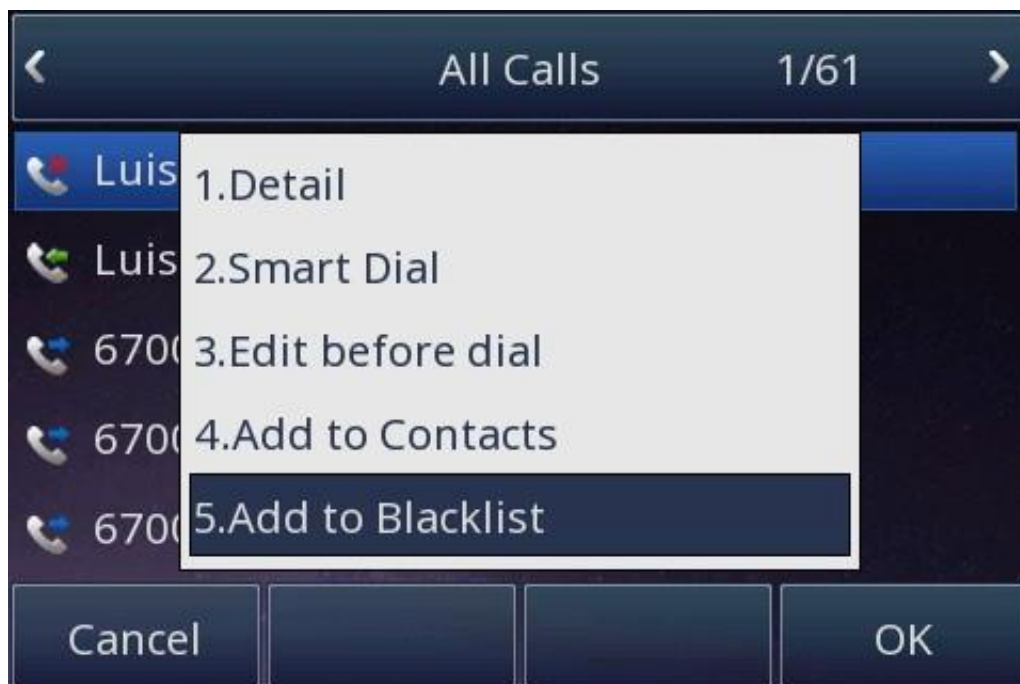 All Calls 1/61
Luis
1.Detail
Luis
2.Smart Dial
3.Edit before dial
4.Add to Contacts
5.Add to Blacklist
Cancel OK